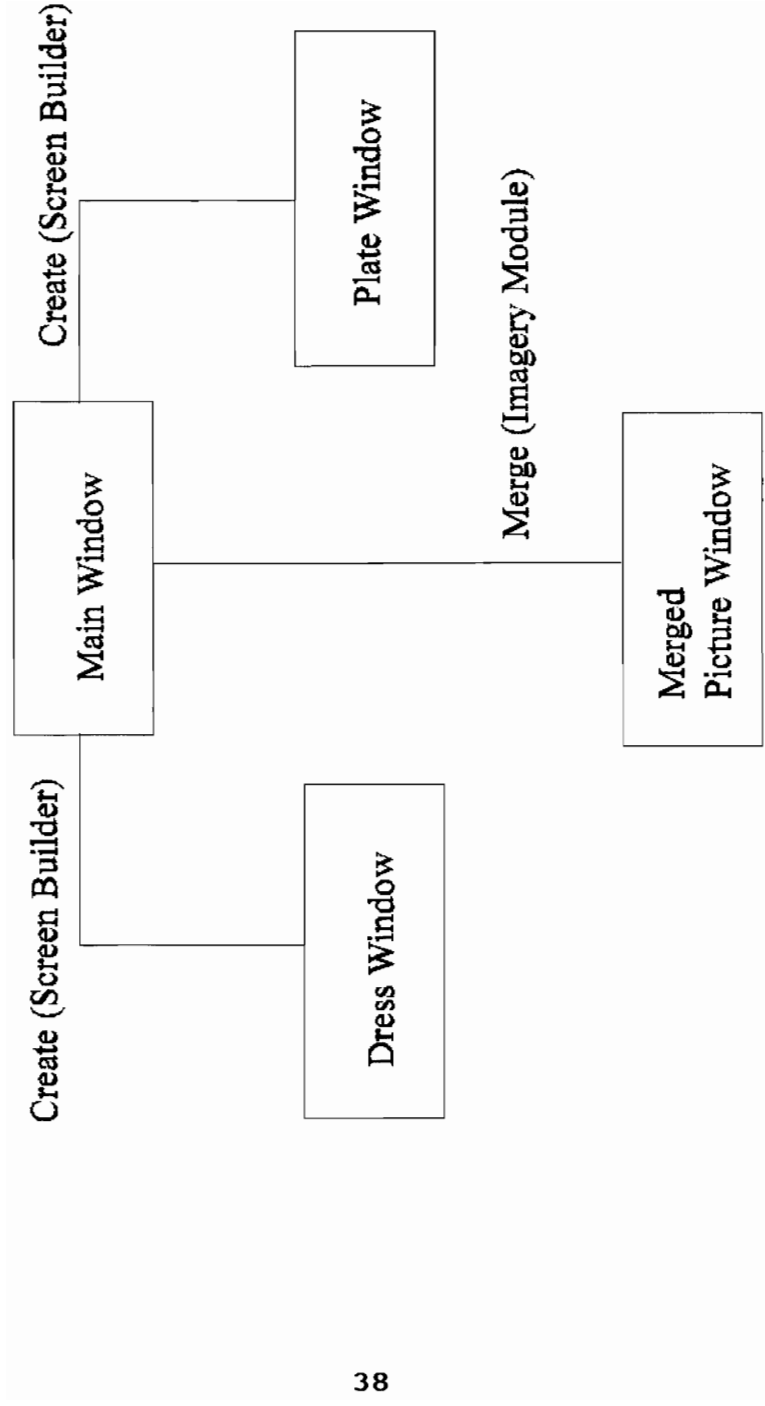 Create (Screen Builder)
Main Window
Create (Screen Builder)
Dress Window
Plate Window
Merge (Imagery Module)
Merged
Picture Window
38